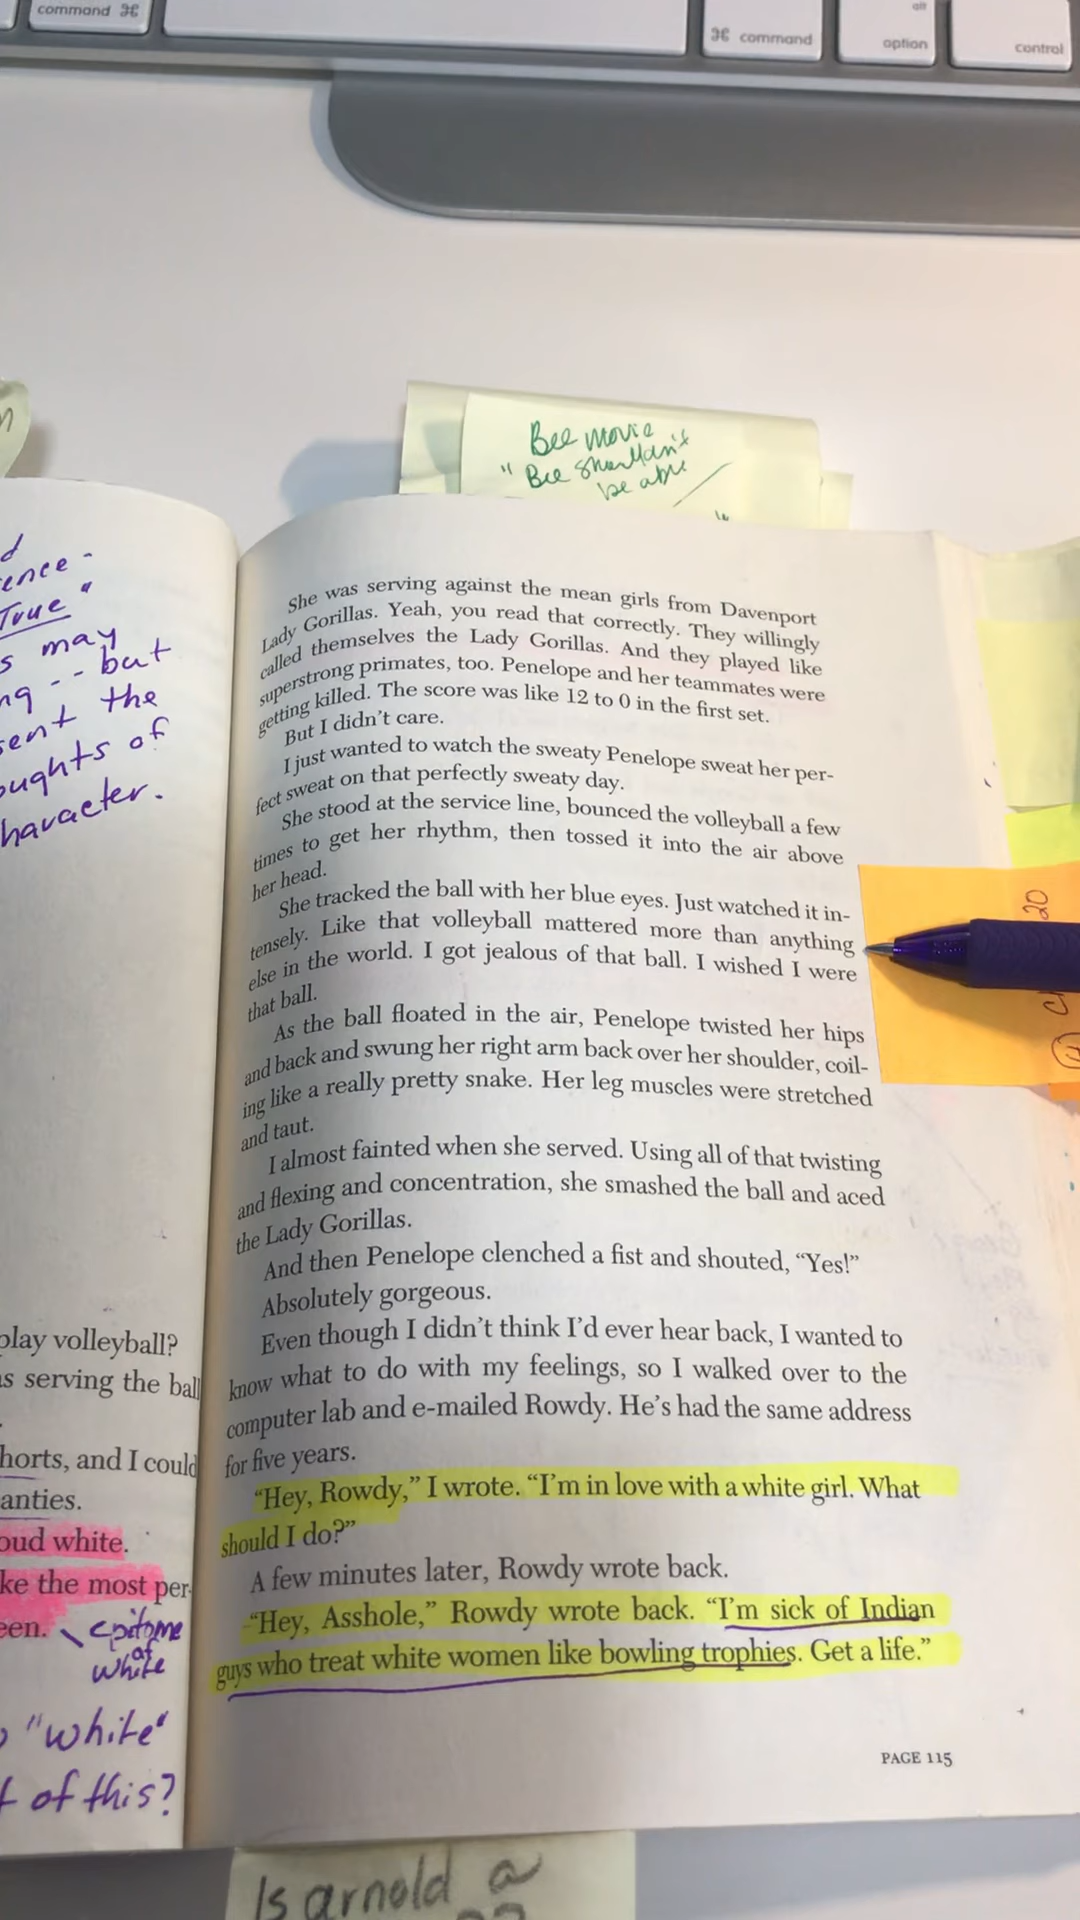 command ⌘
⌘ command
alt
option
control
Bee movie
"Bee shouldn't
be able
ence -
True"
may
but
the
sent
of
haracter.
play volleyball?
s serving the ball
horts, and I could
anties.
oud white.
ke the most per-
een.
epitome
of
white
"white"
of this?
She was serving against the mean girls from Davenport
Lady Gorillas. Yeah, you read that correctly. They willingly
called themselves the Lady Gorillas. And they played like
superstrong primates, too. Penelope and her teammates were
getting killed. The score was like 12 to 0 in the first set.
But I didn't care.
I just wanted to watch the sweaty Penelope sweat her per-
fect sweat on that perfectly sweaty day.
She stood at the service line, bounced the volleyball a few
times to get her rhythm, then tossed it into the air above
her head.
She tracked the ball with her blue eyes. Just watched it in-
tensely. Like that volleyball mattered more than anything
else in the world. I got jealous of that ball. I wished I were
that ball.
As the ball floated in the air, Penelope twisted her hips
and back and swung her right arm back over her shoulder, coil-
ing like a really pretty snake. Her leg muscles were stretched
and taut.
I almost fainted when she served. Using all of that twisting
and flexing and concentration, she smashed the ball and aced
the Lady Gorillas.
And then Penelope clenched a fist and shouted, "Yes!"
Absolutely gorgeous.
Even though I didn't think I'd ever hear back, I wanted to
know what to do with my feelings, so I walked over to the
computer lab and e-mailed Rowdy. He's had the same address
for five years.
"Hey, Rowdy," I wrote. "I'm in love with a white girl. What
should I do?"
A few minutes later, Rowdy wrote back.
"Hey, Asshole," Rowdy wrote back. "I'm sick of Indian
guys who treat white women like bowling trophies. Get a life."
PAGE 115
20
Is arnold a